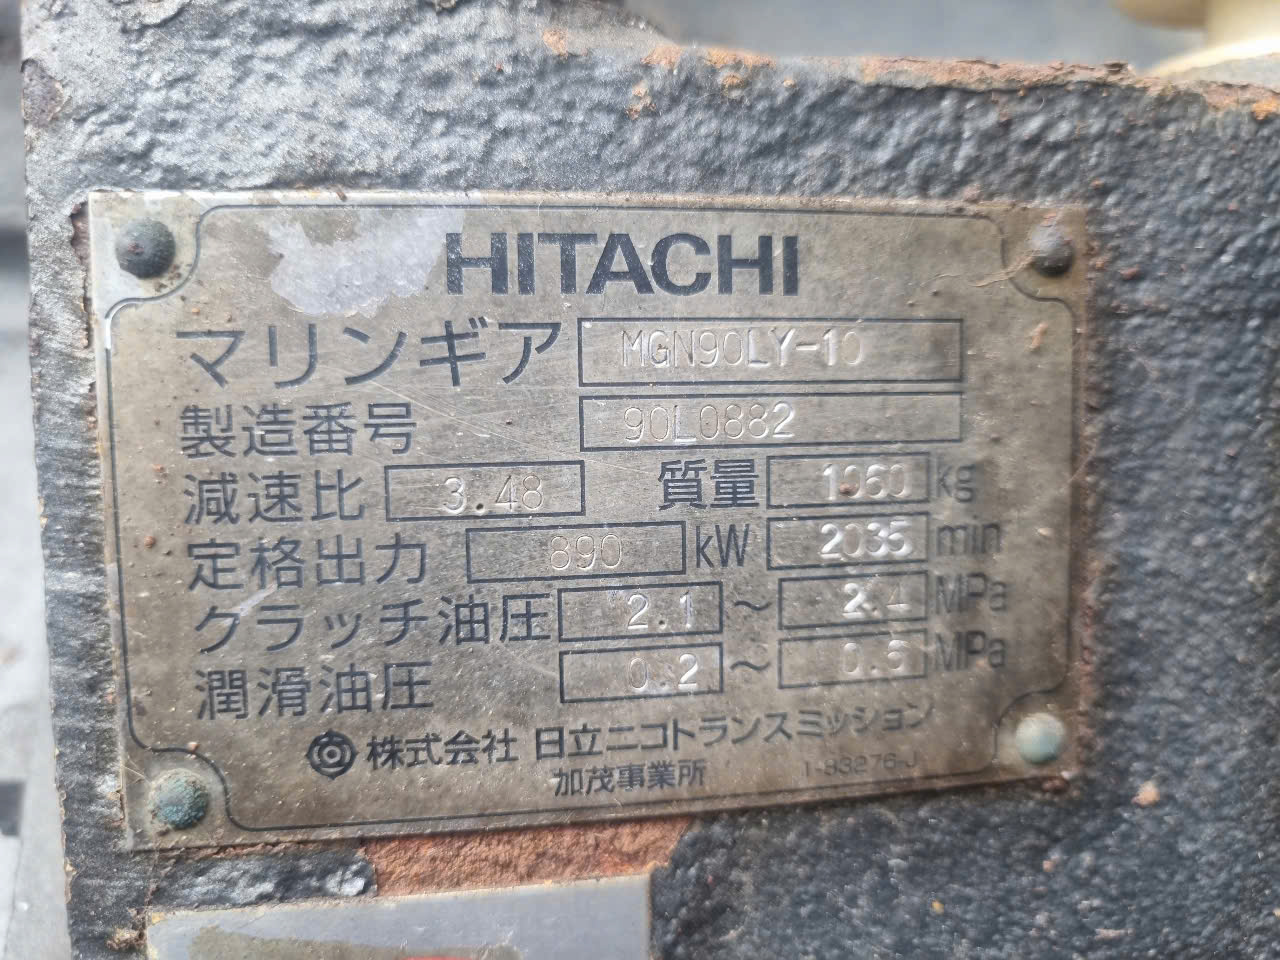 HITACHI
マリンギア MGN90LY-10
製造番号 90L0882
減速比 3.48 質量 1060 kg
定格出力 890 kW 2035 min
クラッチ油圧 2.1 ~ 2.4 MPa
潤滑油圧 0.2 ~ 0.5 MPa
株式会社 日立ニコトランスミッション
加茂事業所 1-83276-J